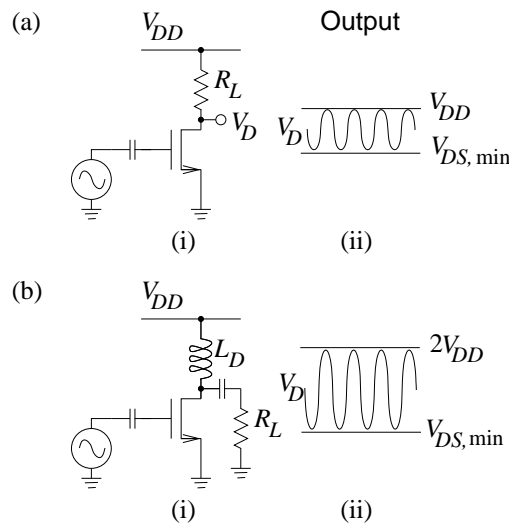 (a)
V_DD
Output
R_L
V_D
V_DD
V_D
V_DS, min
(i)
(ii)
(b)
V_DD
L_D
R_L
2V_DD
V_D
V_DS, min
(i)
(ii)